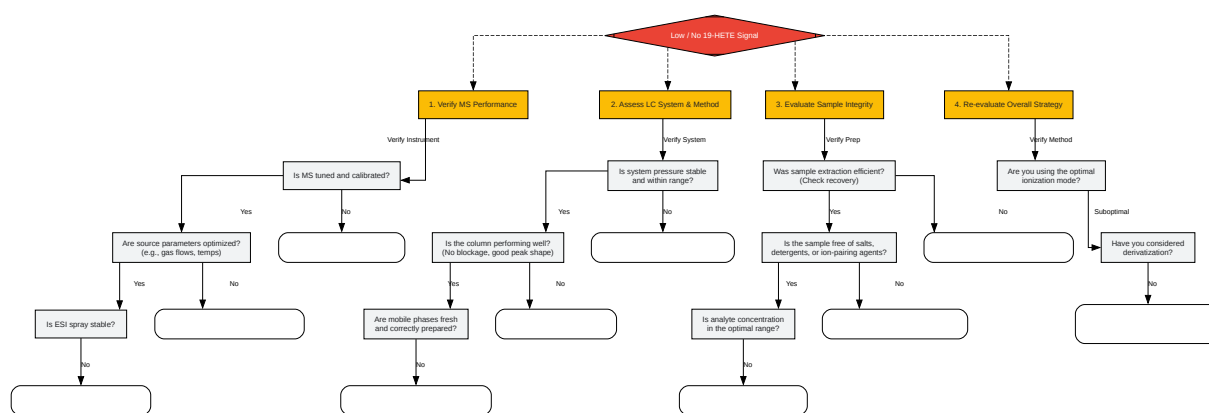 Low / No 19-HETE Signal
1. Verify MS Performance
2. Assess LC System & Method
3. Evaluate Sample Integrity
4. Re-evaluate Overall Strategy
Verify Instrument
Verify System
Verify Prep
Verify Method
Is MS tuned and calibrated?
Is system pressure stable
and within range?
Was sample extraction efficient?
(Check recovery)
Are you using the optimal
ionization mode?
Yes
No
Yes
No
Yes
No
Suboptimal
Are source parameters optimized?
(e.g., gas flows, temps)
Is the column performing well?
(No blockage, good peak shape)
Is the sample free of salts,
detergents, or ion-pairing agents?
Have you considered
derivatization?
Yes
No
Yes
No
Yes
No
No
Is ESI spray stable?
Are mobile phases fresh
and correctly prepared?
Is analyte concentration
in the optimal range?
No
No
No